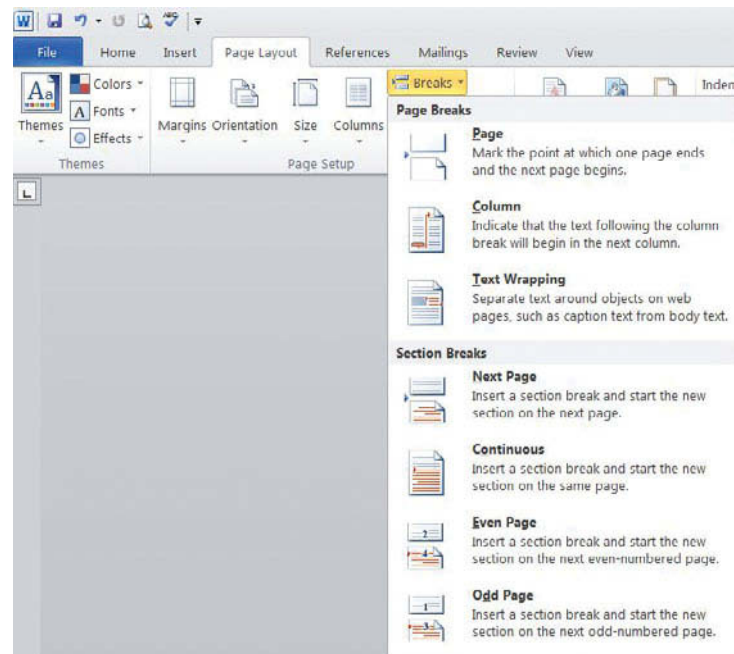 W
File Home Insert Page Layout References Mailings Review View
Aa Colors Breaks Inden
A Fonts
Themes Effects Margins Orientation Size Columns
Themes Page Setup
L
Page Breaks
Page
Mark the point at which one page ends
and the next page begins.
Column
Indicate that the text following the column
break will begin in the next column.
Text Wrapping
Separate text around objects on web
pages, such as caption text from body text.
Section Breaks
Next Page
Insert a section break and start the new
section on the next page.
Continuous
Insert a section break and start the new
section on the same page.
Even Page
2
4
Insert a section break and start the new
section on the next even-numbered page.
Odd Page
1
3
Insert a section break and start the new
section on the next odd-numbered page.